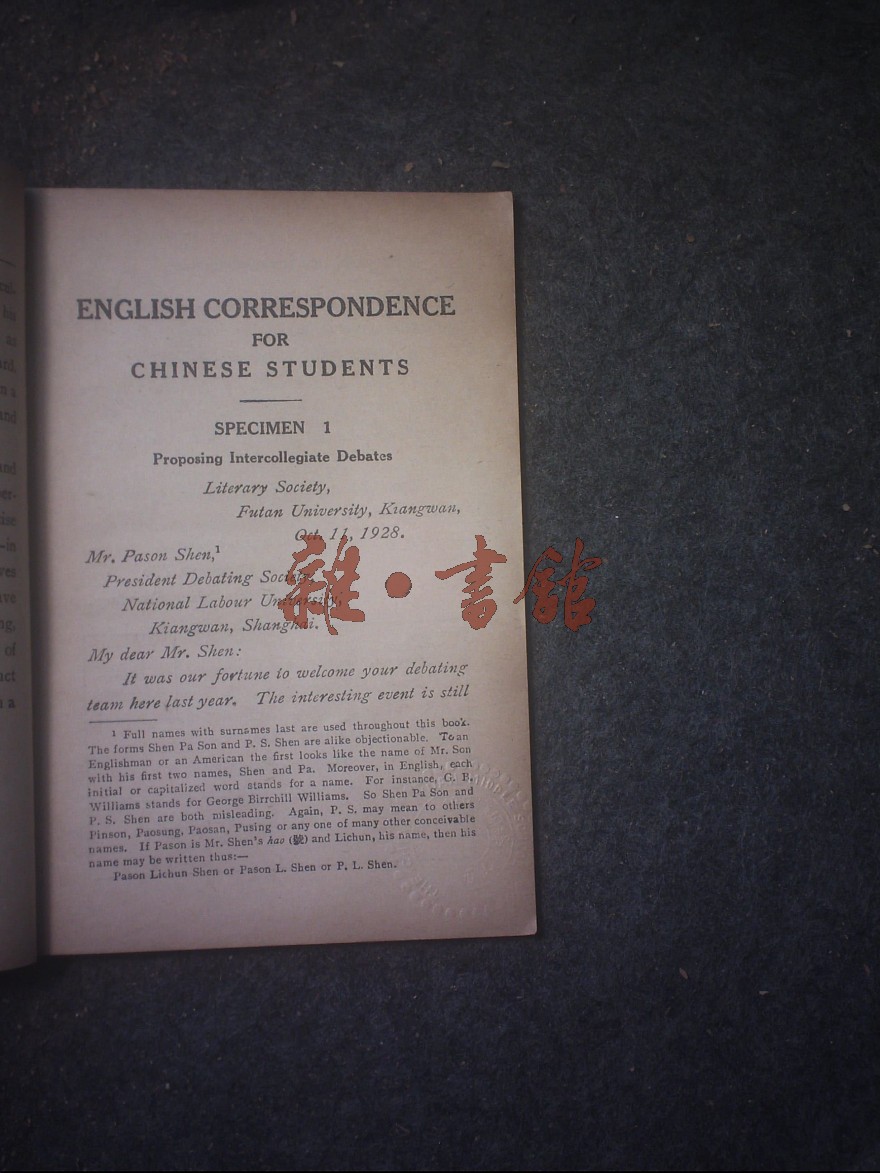 ENGLISH CORRESPONDENCE
FOR
CHINESE STUDENTS
SPECIMEN 1
Proposing Intercollegiate Debates
Literary Society,
Futan University, Kiangwan,
Oct. 11, 1928.
Mr. Pason Shen,¹
President Debating Society,
National Labour University,
Kiangwan, Shanghai.
My dear Mr. Shen:
It was our fortune to welcome your debating
team here last year. The interesting event is still
¹ Full names with surnames last are used throughout this book.
The forms Shen Pa Son and P. S. Shen are alike objectionable. To an
Englishman or an American the first looks like the name of Mr. Son
with his first two names, Shen and Pa. Moreover, in English, each
initial or capitalized word stands for a name. For instance, G. B.
Williams stands for George Birrchill Williams. So Shen Pa Son and
P. S. Shen are both misleading. Again, P. S. may mean to others
Pinson, Paosung, Paosan, Pusing or any one of many other conceivable
names. If Pason is Mr. Shen's hao (號) and Lichun, his name, then his
name may be written thus:—
Pason Lichun Shen or Pason L. Shen or P. L. Shen.
雜·書館